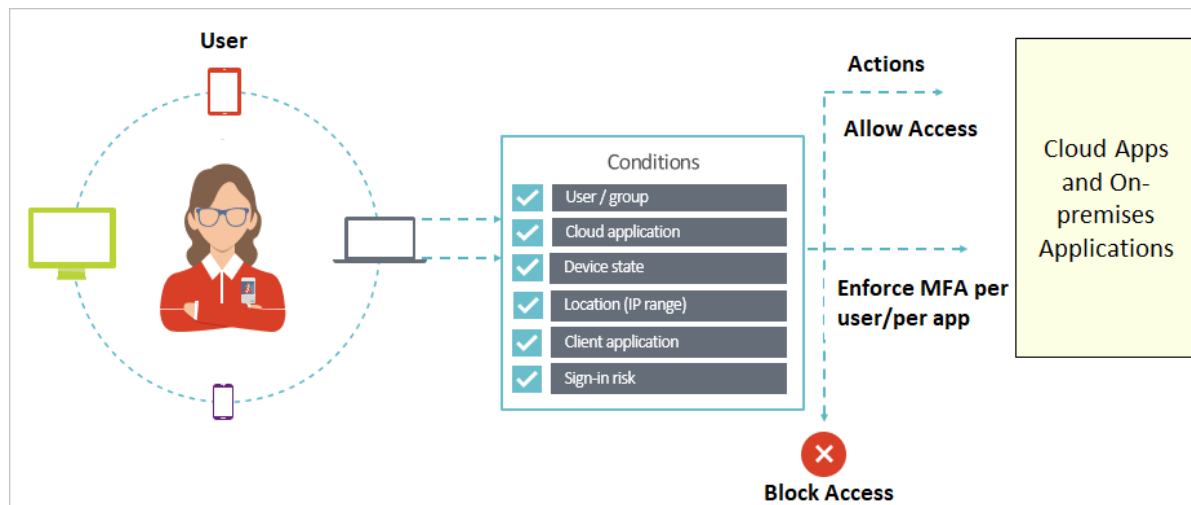 User
Conditions
User / group
Cloud application
Device state
Location (IP range)
Client application
Sign-in risk
Actions
Allow Access
Enforce MFA per
user/per app
Block Access
Cloud Apps
and On-
premises
Applications